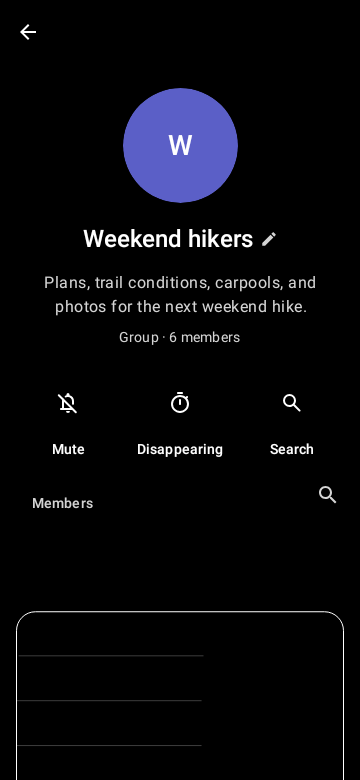 W
Weekend hikers
Plans, trail conditions, carpools, and
photos for the next weekend hike.
Group · 6 members
Mute
Disappearing
Search
Members